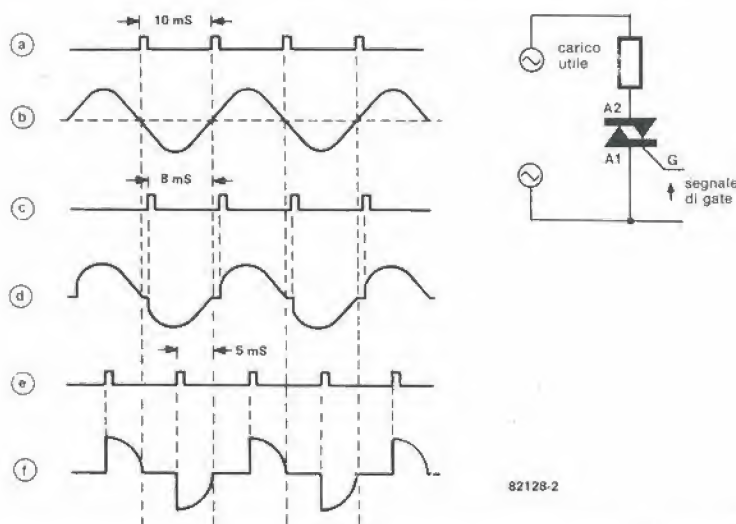 a
10 mS
b
8 mS
c
d
5 mS
e
f
carico
utile
A2
A1
G
segnale
di gate
82128-2